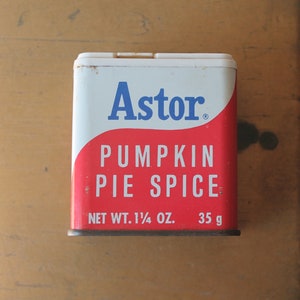 Astor®
PUMPKIN
PIE SPICE
NET WT. 1¼ OZ. 35 g